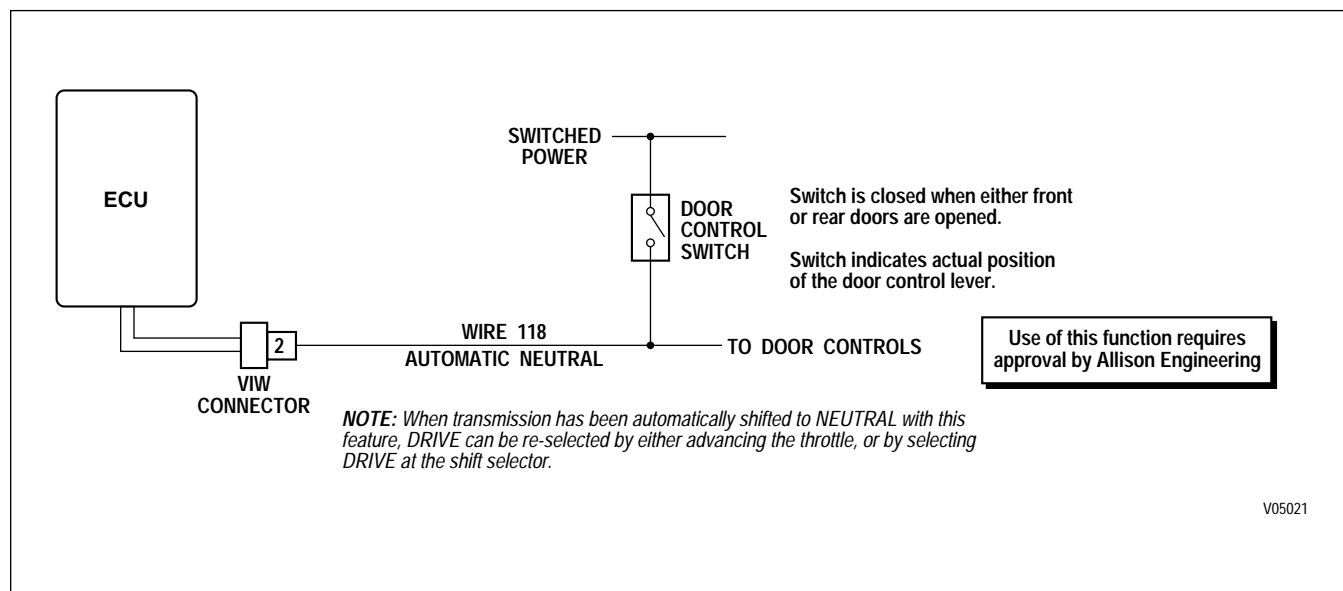 ECU
SWITCHED
POWER
DOOR
CONTROL
SWITCH
Switch is closed when either front
or rear doors are opened.
Switch indicates actual position
of the door control lever.
2
VIW
CONNECTOR
WIRE 118
AUTOMATIC NEUTRAL
TO DOOR CONTROLS
Use of this function requires
approval by Allison Engineering
NOTE: When transmission has been automatically shifted to NEUTRAL with this
feature, DRIVE can be re-selected by either advancing the throttle, or by selecting
DRIVE at the shift selector.
V05021